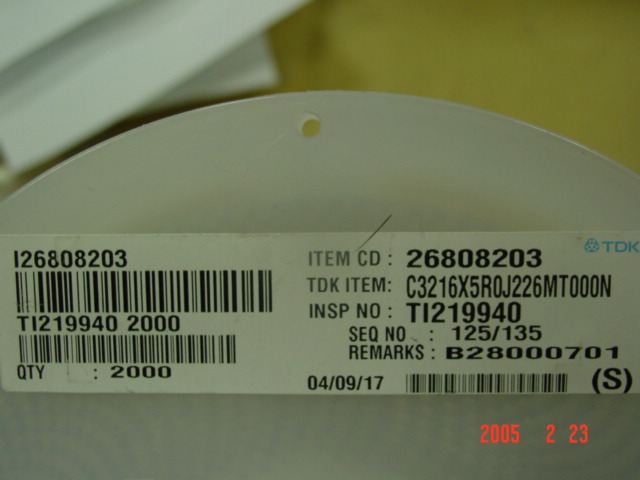 I26808203
TI219940 2000
QTY : 2000
TDK
ITEM CD : 26808203
TDK ITEM: C3216X5R0J226MT000N
INSP NO : TI219940
SEQ NO : 125/135
REMARKS : B28000701
04/09/17
(S)
2005 2 23